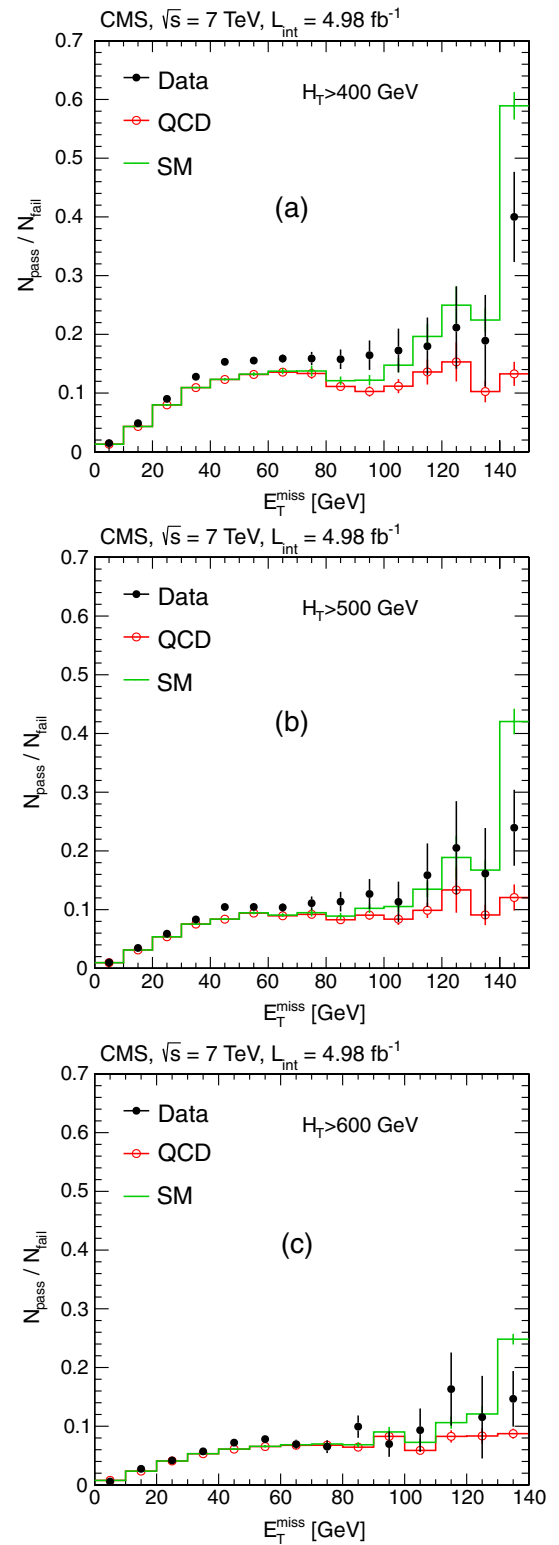 CMS, √s = 7 TeV, L_int = 4.98 fb⁻¹
0.7
0.6
0.5
0.4
0.3
0.2
0.1
0
N_pass / N_fail
Data
QCD
SM
H_T>400 GeV
(a)
0 20 40 60 80 100 120 140
E_T^miss [GeV]
CMS, √s = 7 TeV, L_int = 4.98 fb⁻¹
0.7
0.6
0.5
0.4
0.3
0.2
0.1
0
N_pass / N_fail
Data
QCD
SM
H_T>500 GeV
(b)
0 20 40 60 80 100 120 140
E_T^miss [GeV]
CMS, √s = 7 TeV, L_int = 4.98 fb⁻¹
0.7
0.6
0.5
0.4
0.3
0.2
0.1
0
N_pass / N_fail
Data
QCD
SM
H_T>600 GeV
(c)
0 20 40 60 80 100 120 140
E_T^miss [GeV]